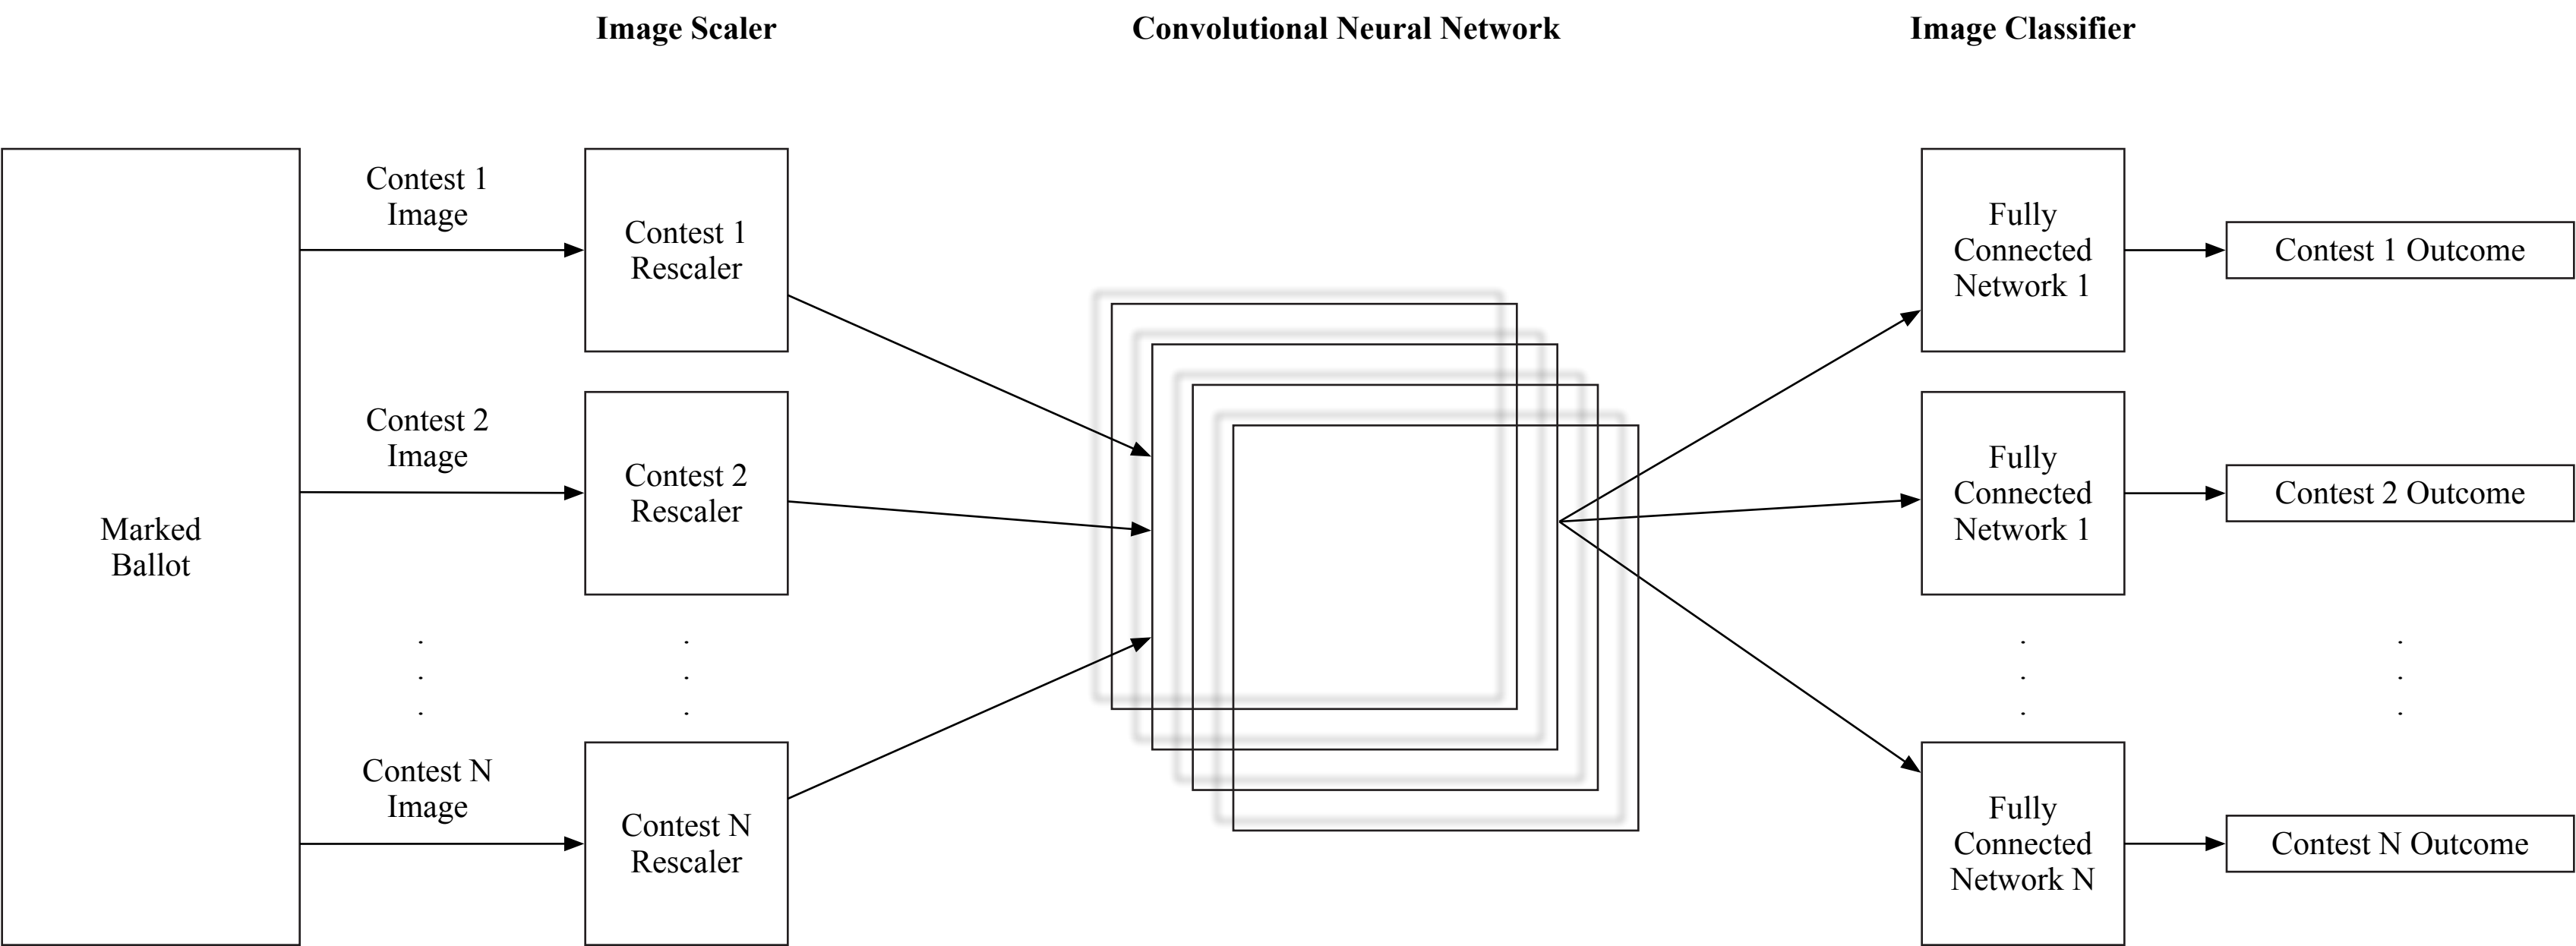 Image Scaler
Convolutional Neural Network
Image Classifier
Marked
Ballot
Contest 1
Image
Contest 2
Image
.
.
.
Contest N
Image
Contest 1
Rescaler
Contest 2
Rescaler
.
.
.
Contest N
Rescaler
Fully
Connected
Network 1
Fully
Connected
Network 1
.
.
.
Fully
Connected
Network N
Contest 1 Outcome
Contest 2 Outcome
.
.
.
Contest N Outcome